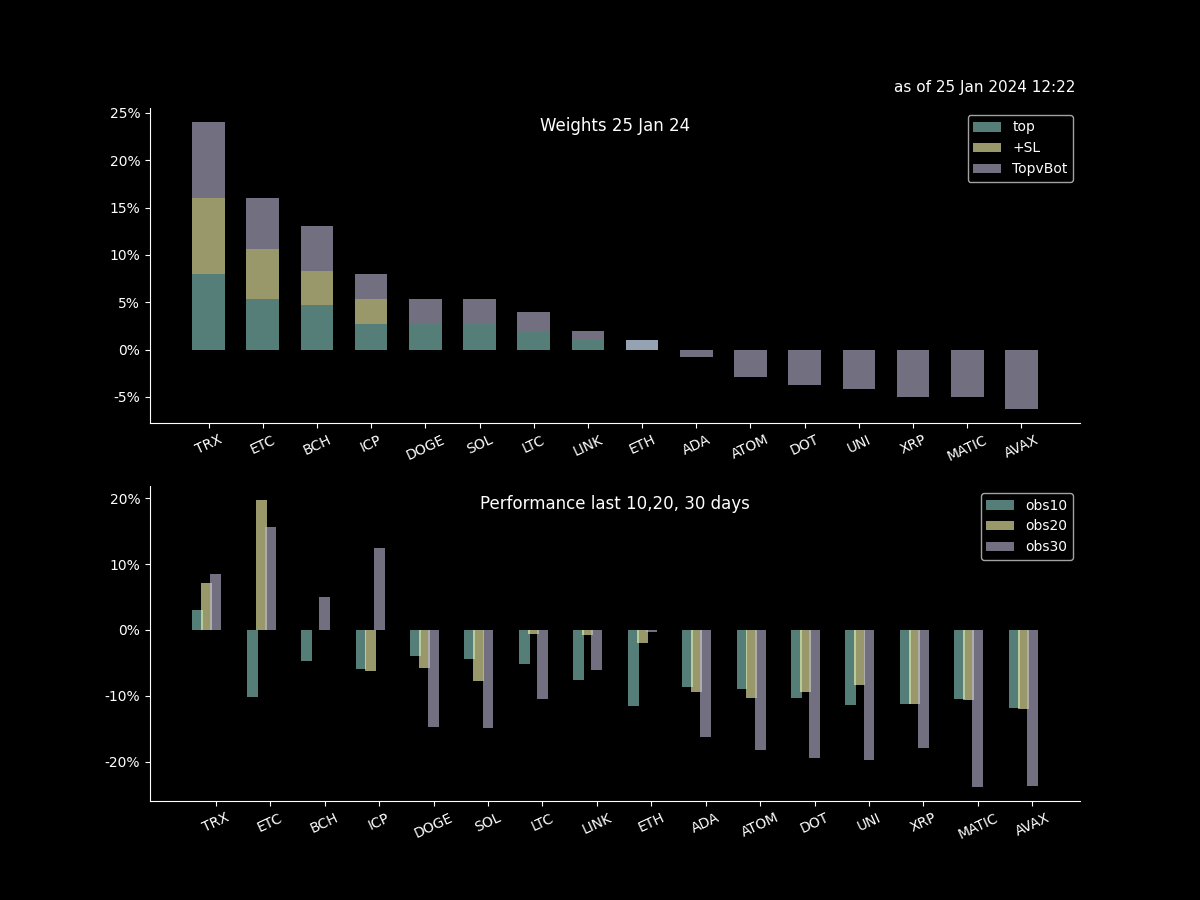 as of 25 Jan 2024 12:22
Weights 25 Jan 24
top
+SL
TopvBot
25%
20%
15%
10%
5%
0%
-5%
TRX ETC BCH ICP DOGE SOL LTC LINK ETH ADA ATOM DOT UNI XRP MATIC AVAX
Performance last 10,20, 30 days
obs10
obs20
obs30
20%
10%
0%
-10%
-20%
TRX ETC BCH ICP DOGE SOL LTC LINK ETH ADA ATOM DOT UNI XRP MATIC AVAX